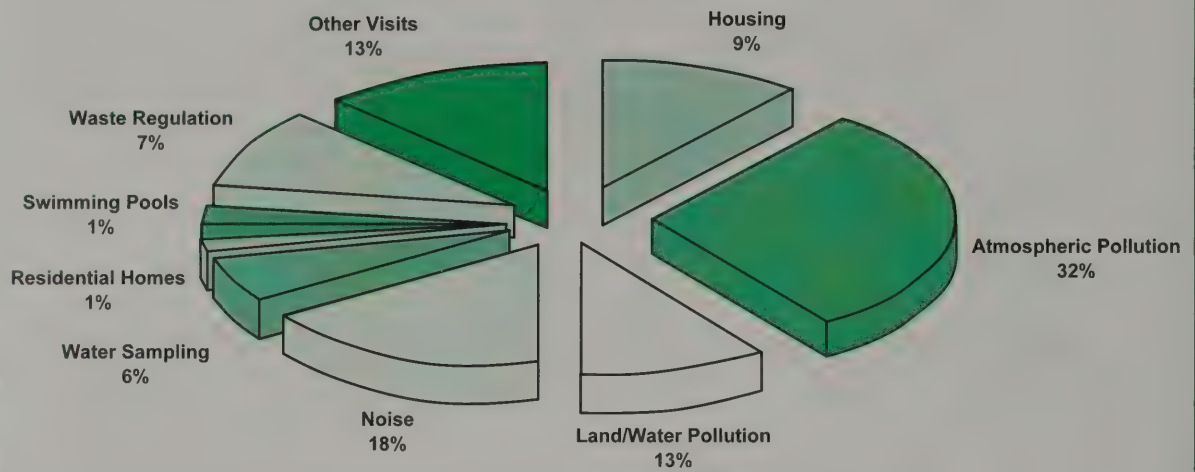 Other Visits
13%
Housing
9%
Waste Regulation
7%
Swimming Pools
1%
Atmospheric Pollution
32%
Residential Homes
1%
Water Sampling
6%
Noise
18%
Land/Water Pollution
13%